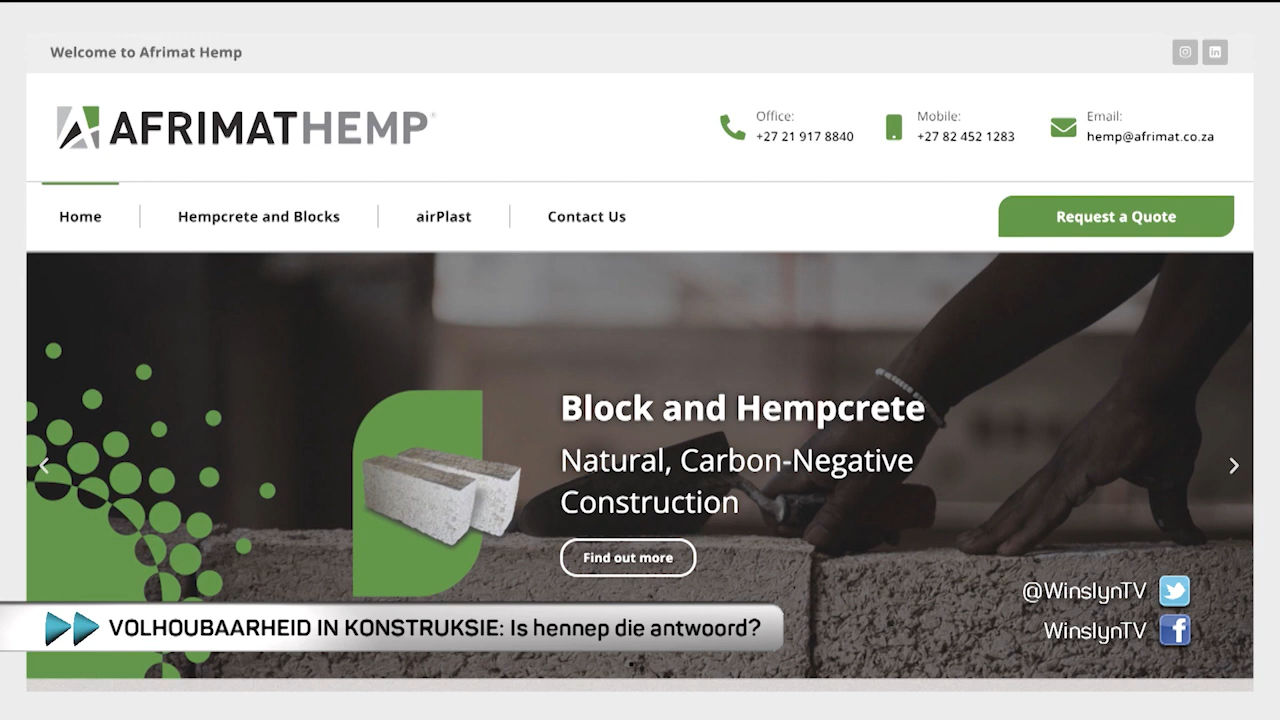 Welcome to Afrimat Hemp
AFRIMAT HEMP
Office:
+27 21 917 8840
Mobile:
+27 82 452 1283
Email:
hemp@afrimat.co.za
Home
Hempcrete and Blocks
airPlast
Contact Us
Request a Quote
Block and Hempcrete
Natural, Carbon-Negative
Construction
Find out more
@WinslynTV
WinslynTV
VOLHOUBAARHEID IN KONSTRUKSIE: Is hennep die antwoord?